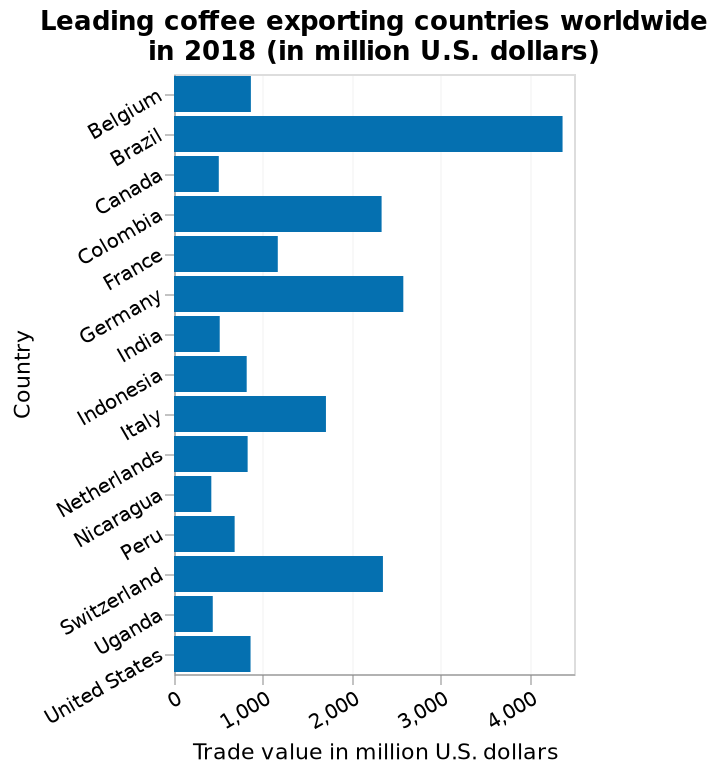 Leading coffee exporting countries worldwide
in 2018 (in million U.S. dollars)
Country
Belgium
Brazil
Canada
Colombia
France
Germany
India
Indonesia
Italy
Netherlands
Nicaragua
Peru
Switzerland
Uganda
United States
0
1,000
2,000
3,000
4,000
Trade value in million U.S. dollars